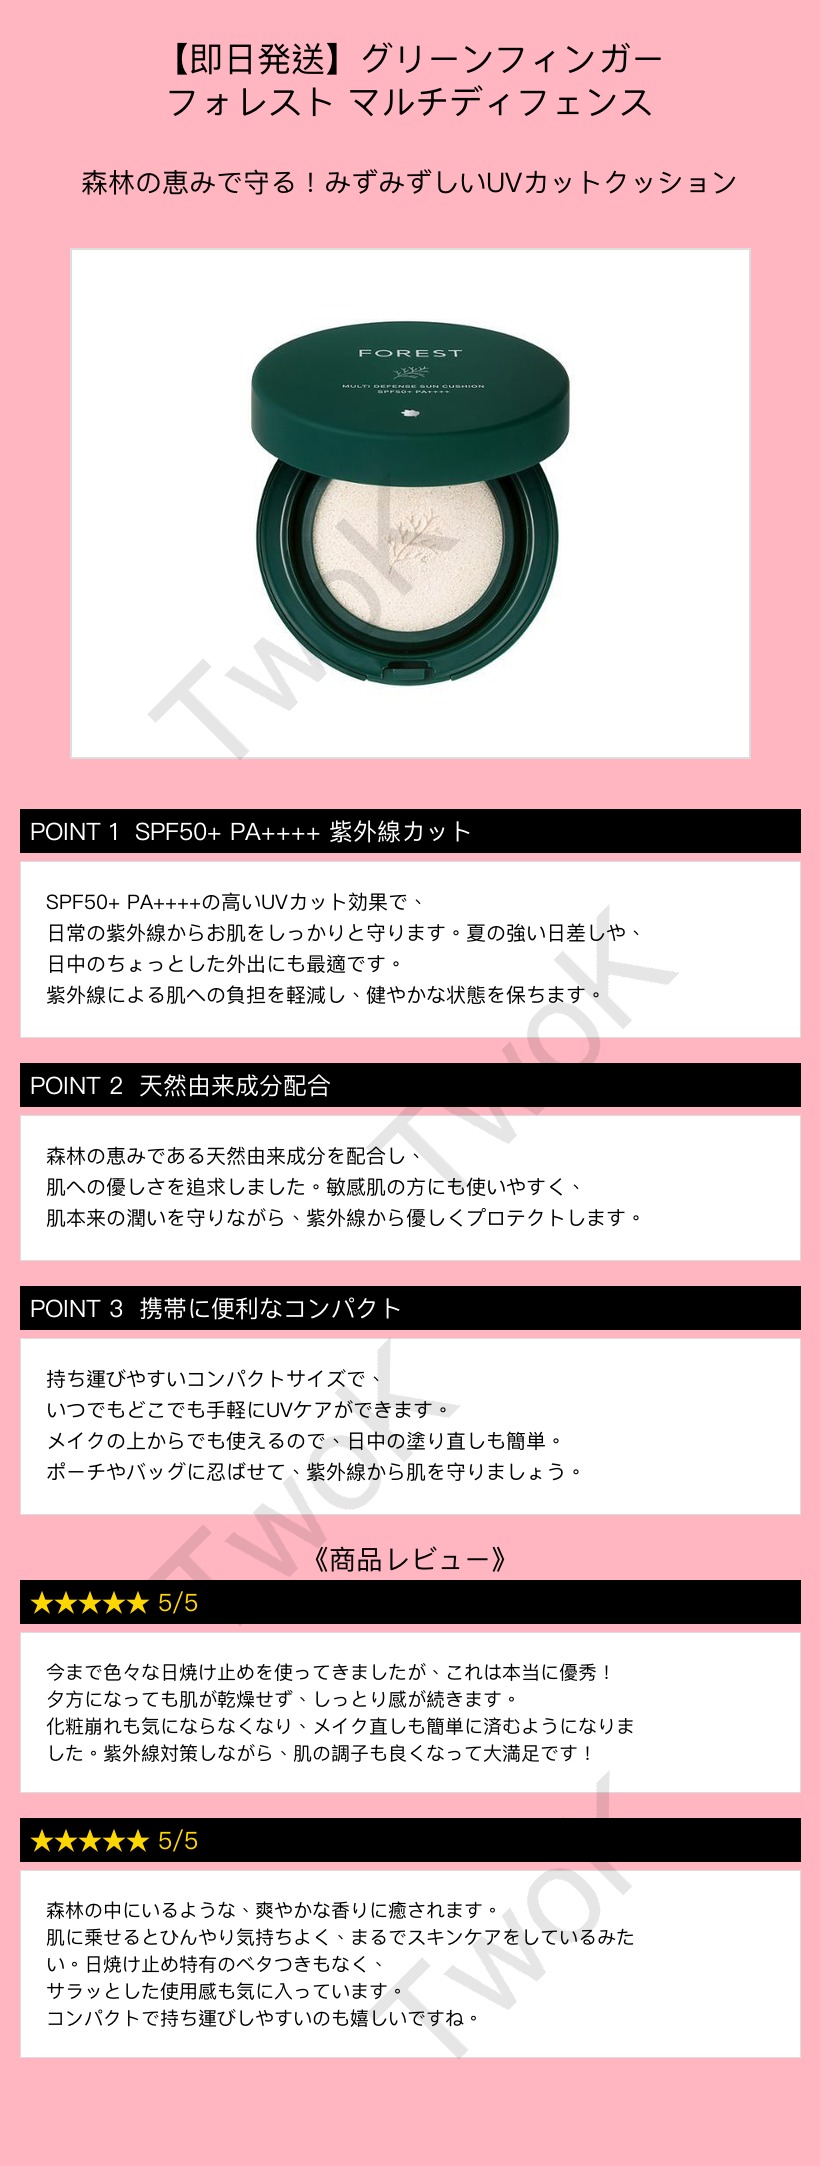 【即日発送】グリーンフィンガー
フォレスト マルチディフェンス
森林の恵みで守る！みずみずしいUVカットクッション
FOREST
MULTI DEFENSE SUN CUSHION
SPF50+ PA++++
TwoK
POINT 1 SPF50+ PA++++ 紫外線カット
SPF50+ PA++++の高いUVカット効果で、
日常の紫外線からお肌をしっかりと守ります。夏の強い日差しや、
日中のちょっとした外出にも最適です。
紫外線による肌への負担を軽減し、健やかな状態を保ちます。
TwoK
POINT 2 天然由来成分配合
森林の恵みである天然由来成分を配合し、
肌への優しさを追求しました。敏感肌の方にも使いやすく、
肌本来の潤いを守りながら、紫外線から優しくプロテクトします。
POINT 3 携帯に便利なコンパクト
持ち運びやすいコンパクトサイズで、
いつでもどこでも手軽にUVケアができます。
メイクの上からでも使えるので、日中の塗り直しも簡単。
ポーチやバッグに忍ばせて、紫外線から肌を守りましょう。
TwoK
《商品レビュー》
★★★★★ 5/5
今まで色々な日焼け止めを使ってきましたが、これは本当に優秀！
夕方になっても肌が乾燥せず、しっとり感が続きます。
化粧崩れも気にならなくなり、メイク直しも簡単に済むようになりま
した。紫外線対策しながら、肌の調子も良くなって大満足です！
★★★★★ 5/5
森林の中にいるような、爽やかな香りに癒されます。
肌に乗せるとひんやり気持ちよく、まるでスキンケアをしているみた
い。日焼け止め特有のベタつきもなく、
サラッとした使用感も気に入っています。
コンパクトで持ち運びしやすいのも嬉しいですね。
TwoK